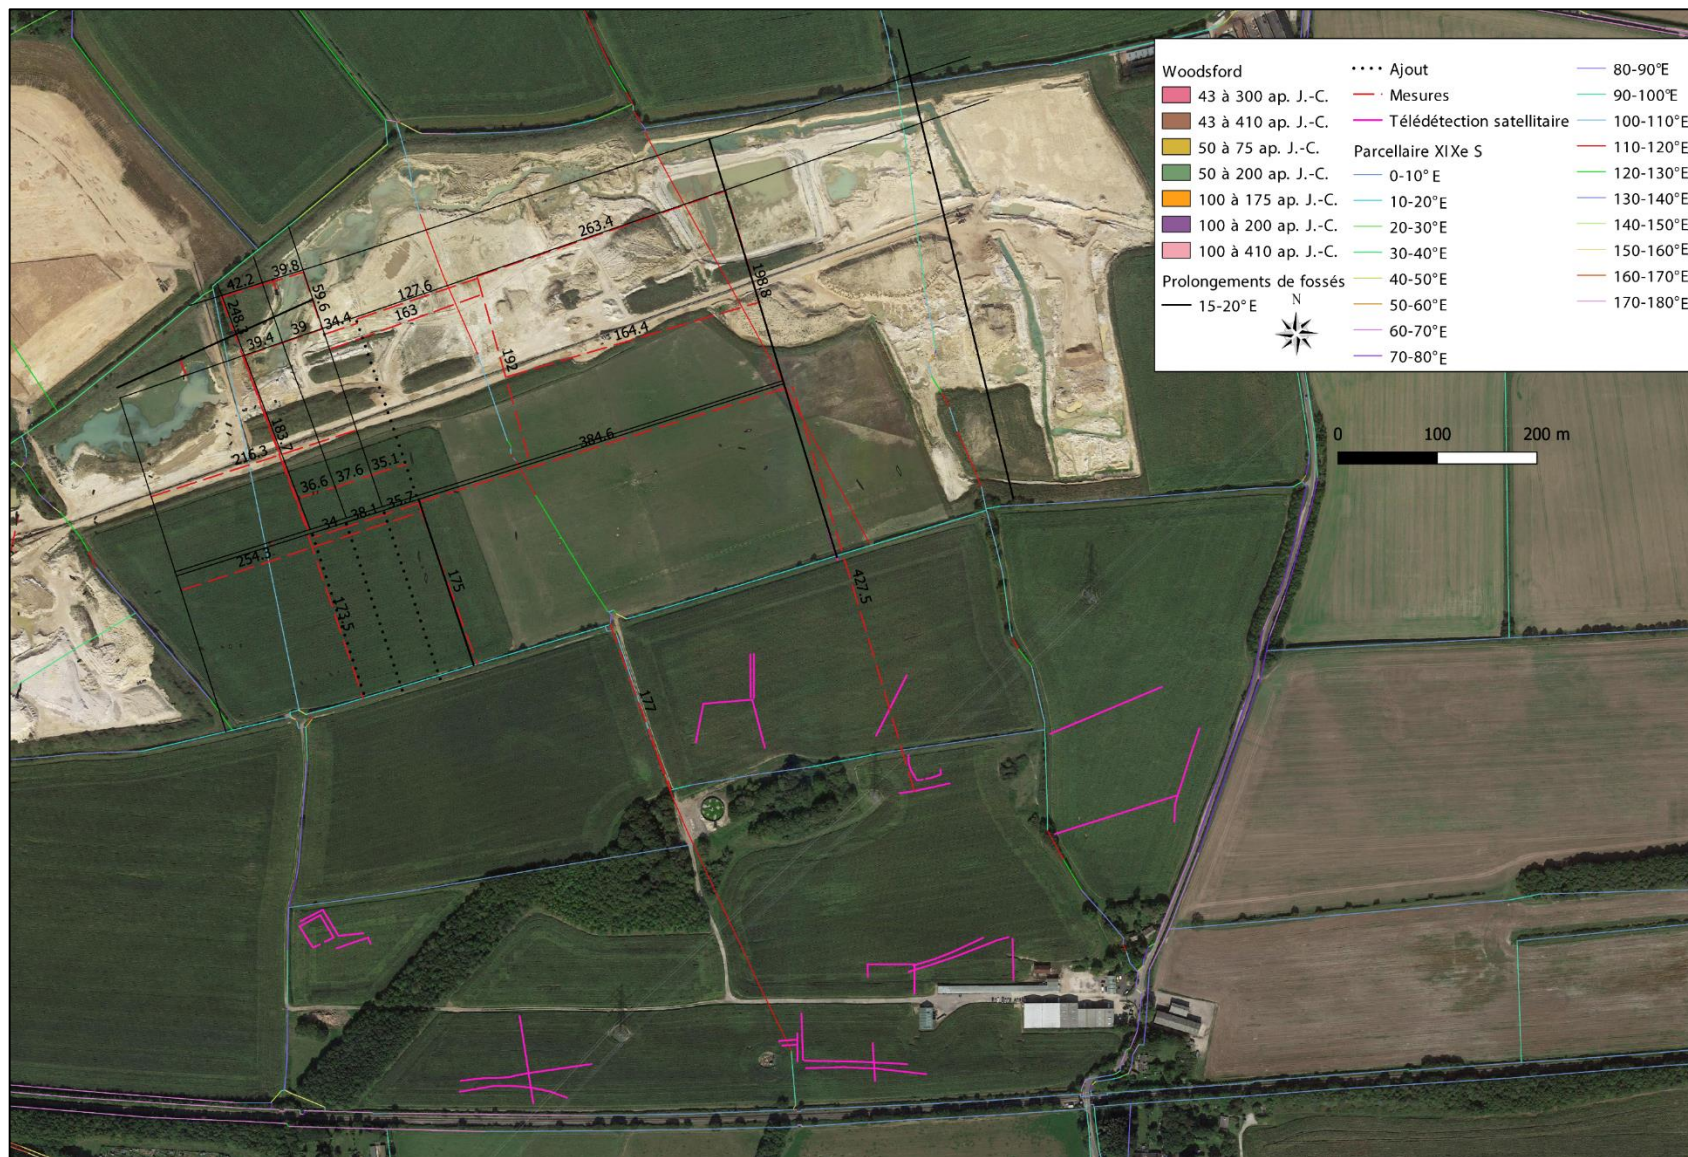 Woodsford
43 à 300 ap. J.-C.
43 à 410 ap. J.-C.
50 à 75 ap. J.-C.
50 à 200 ap. J.-C.
100 à 175 ap. J.-C.
100 à 200 ap. J.-C.
100 à 410 ap. J.-C.
Prolongements de fossés
15-20°E
N
Ajout
Mesures
Télédétection satellitaire
Parcellaire XIXe S
0-10°E
10-20°E
20-30°E
30-40°E
40-50°E
50-60°E
60-70°E
70-80°E
80-90°E
90-100°E
100-110°E
110-120°E
120-130°E
130-140°E
140-150°E
150-160°E
160-170°E
170-180°E
0 100 200 m
263.4
42.2
39.8
59.6
127.6
198.8
248.3
39.4
39
34.4
163
164.4
192
183.7
216.3
384.6
36.6
37.6
35.1
34
38.1
35.7
254.3
173.5
175
427.5
177